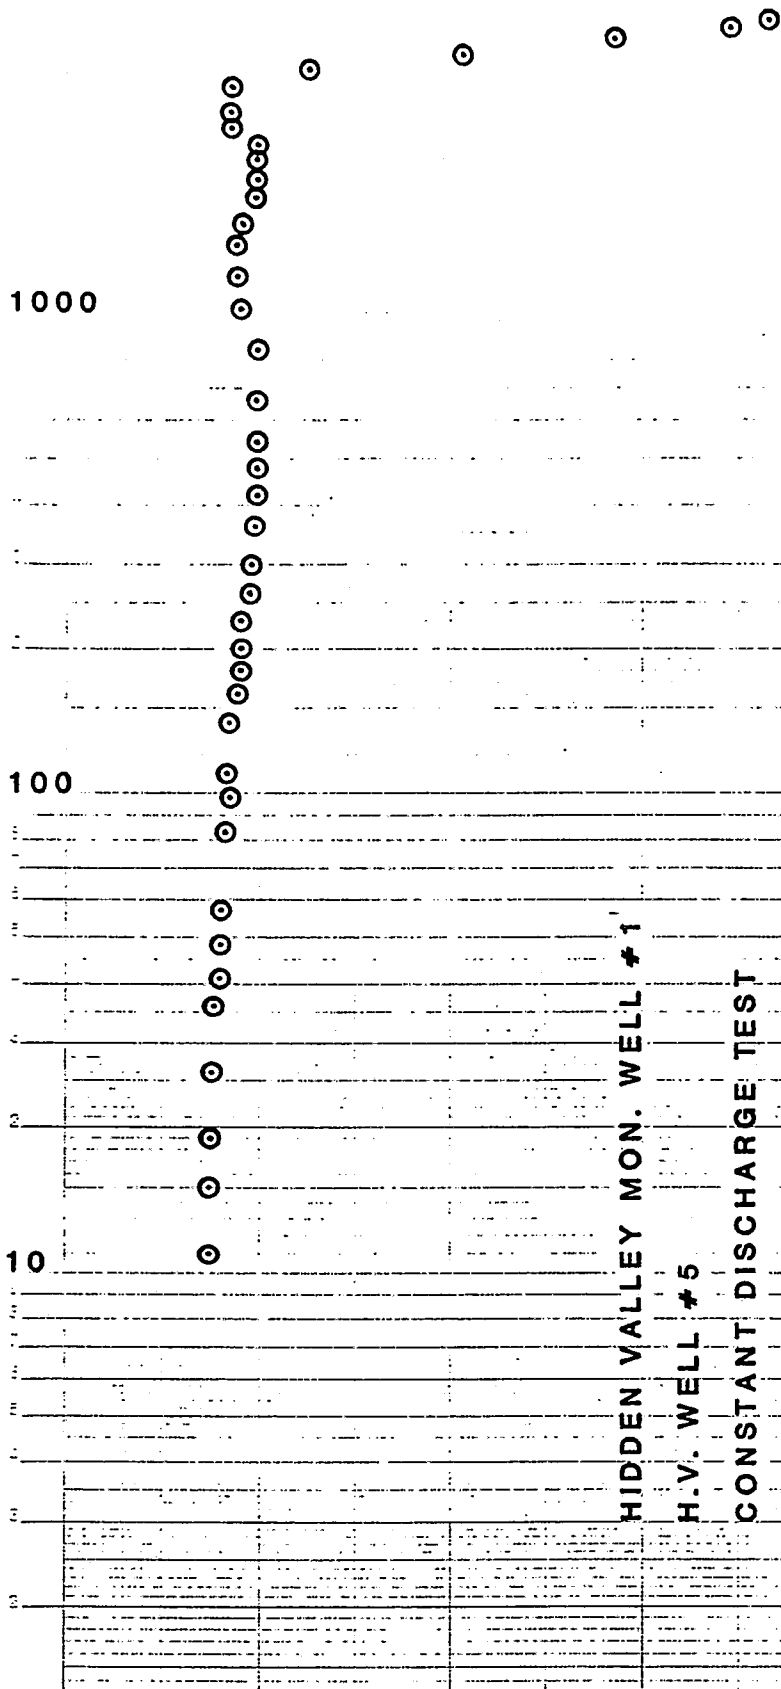 1000
100
10
HIDDEN VALLEY MON. WELL #1
H.V. WELL #5
CONSTANT DISCHARGE TEST